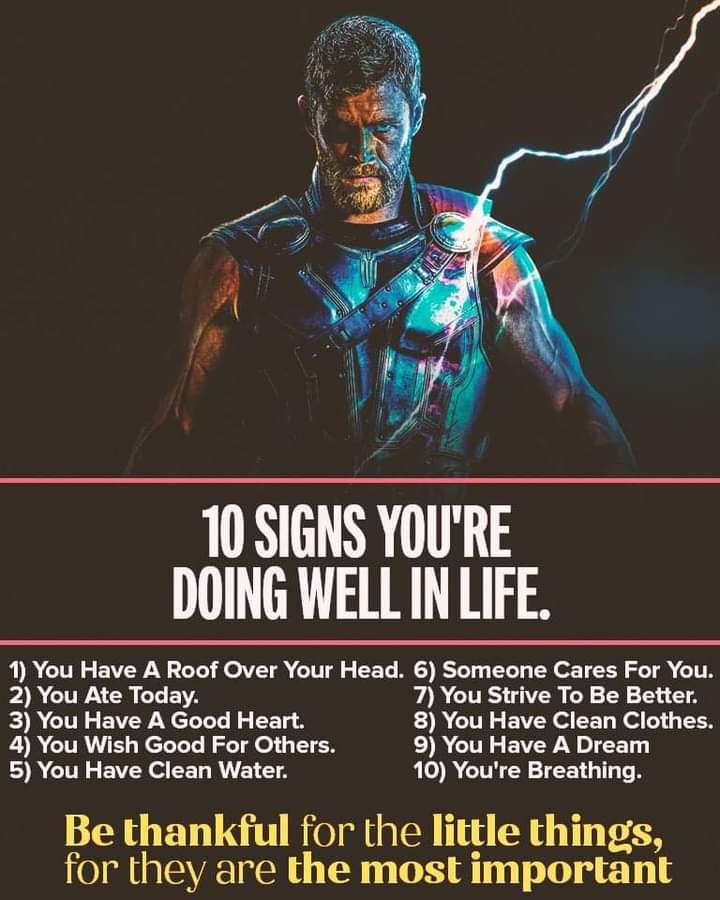 10 SIGNS YOU'RE
DOING WELL IN LIFE.
1) You Have A Roof Over Your Head.
2) You Ate Today.
3) You Have A Good Heart.
4) You Wish Good For Others.
5) You Have Clean Water.
6) Someone Cares For You.
7) You Strive To Be Better.
8) You Have Clean Clothes.
9) You Have A Dream
10) You're Breathing.
Be thankful for the little things,
for they are the most important